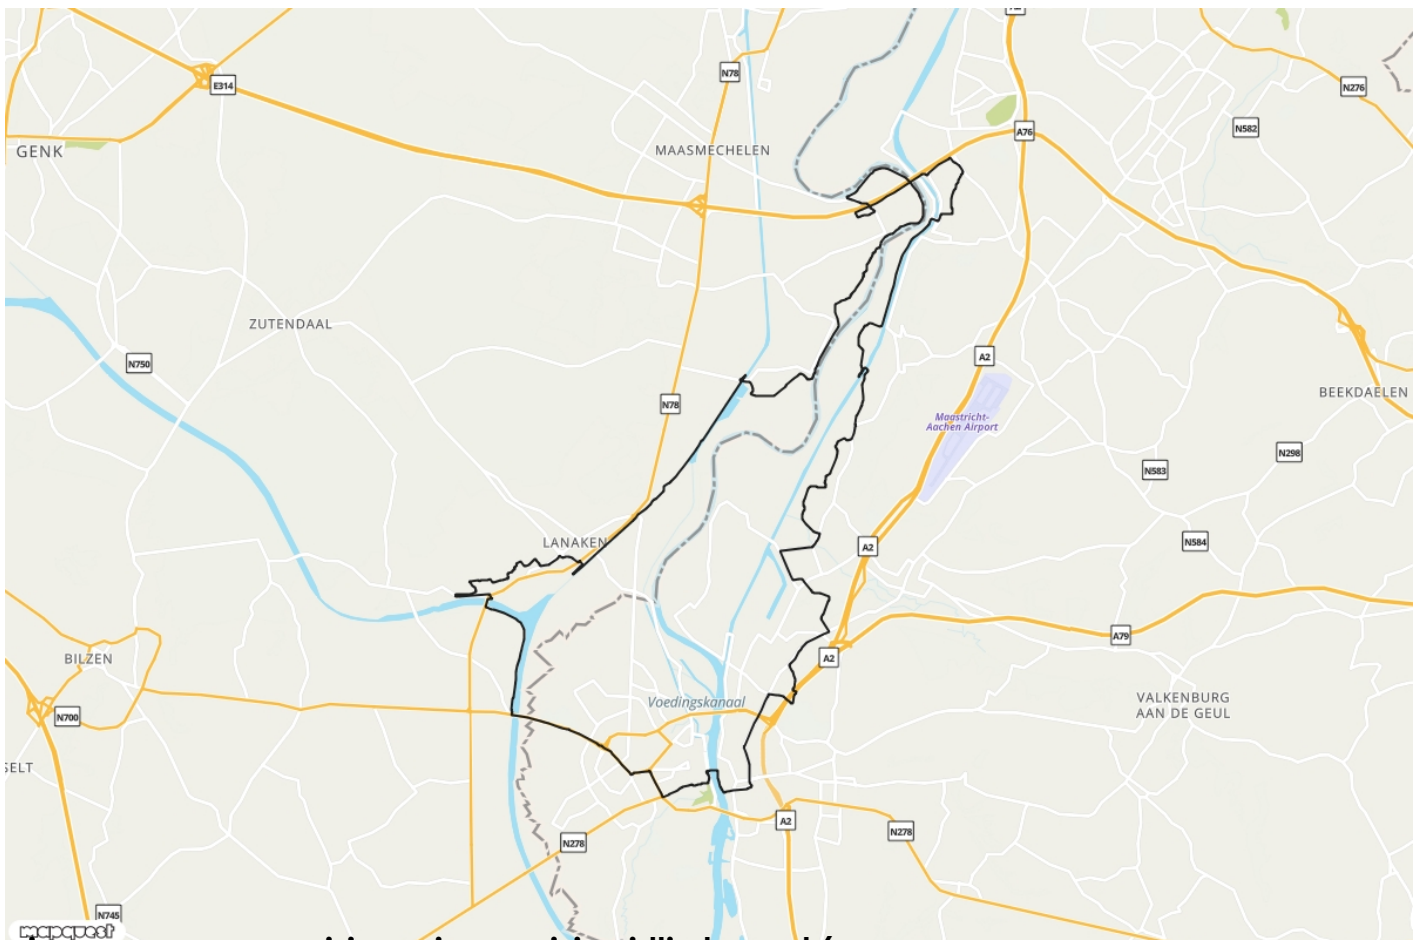 E314
N78
N276
N582
A76
GENK
MAASMECHELEN
ZUTENDAAL
N750
A2
BEEKDAELEN
N78
Maastricht-
Aachen Airport
N298
N583
LANAKEN
A2
N584
A79
BILZEN
A2
VALKENBURG
AAN DE GEUL
Voedingskanaal
N700
SELT
A2
N278
N278
N745
mapquest